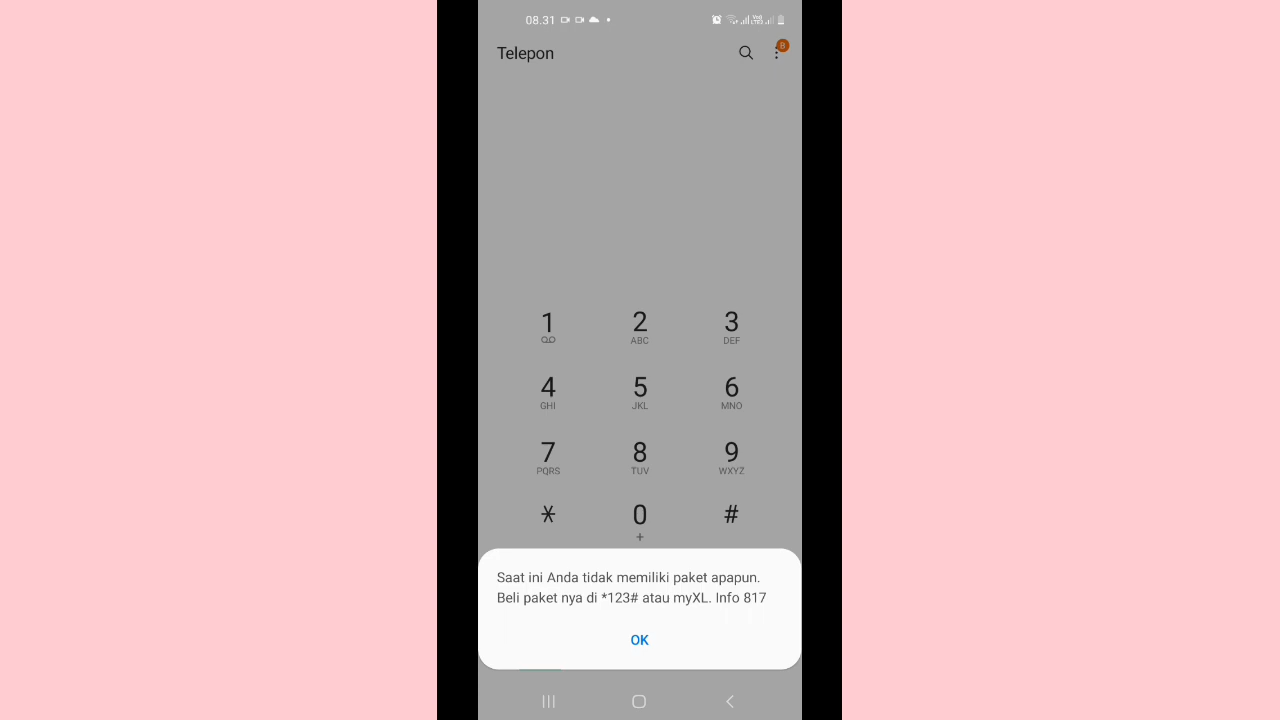 08.31
Telepon
8
1
2
ABC
3
DEF
4
GHI
5
JKL
6
MNO
7
PQRS
8
TUV
9
WXYZ
*
0
+
#
Saat ini Anda tidak memiliki paket apapun.
Beli paket nya di *123# atau myXL. Info 817
OK